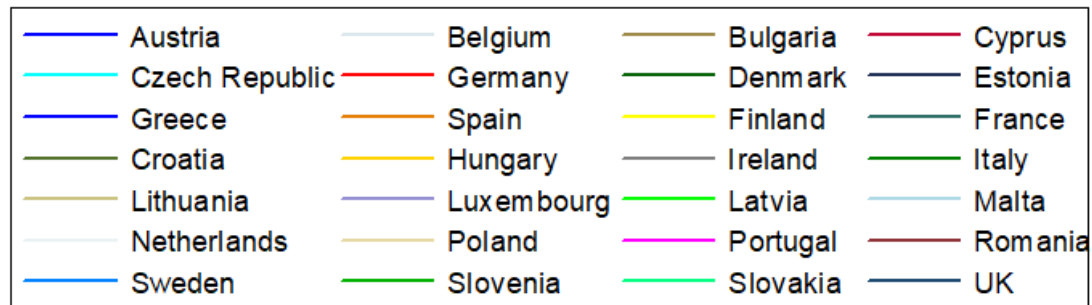 Austria Belgium Bulgaria Cyprus
Czech Republic Germany Denmark Estonia
Greece Spain Finland France
Croatia Hungary Ireland Italy
Lithuania Luxembourg Latvia Malta
Netherlands Poland Portugal Romania
Sweden Slovenia Slovakia UK